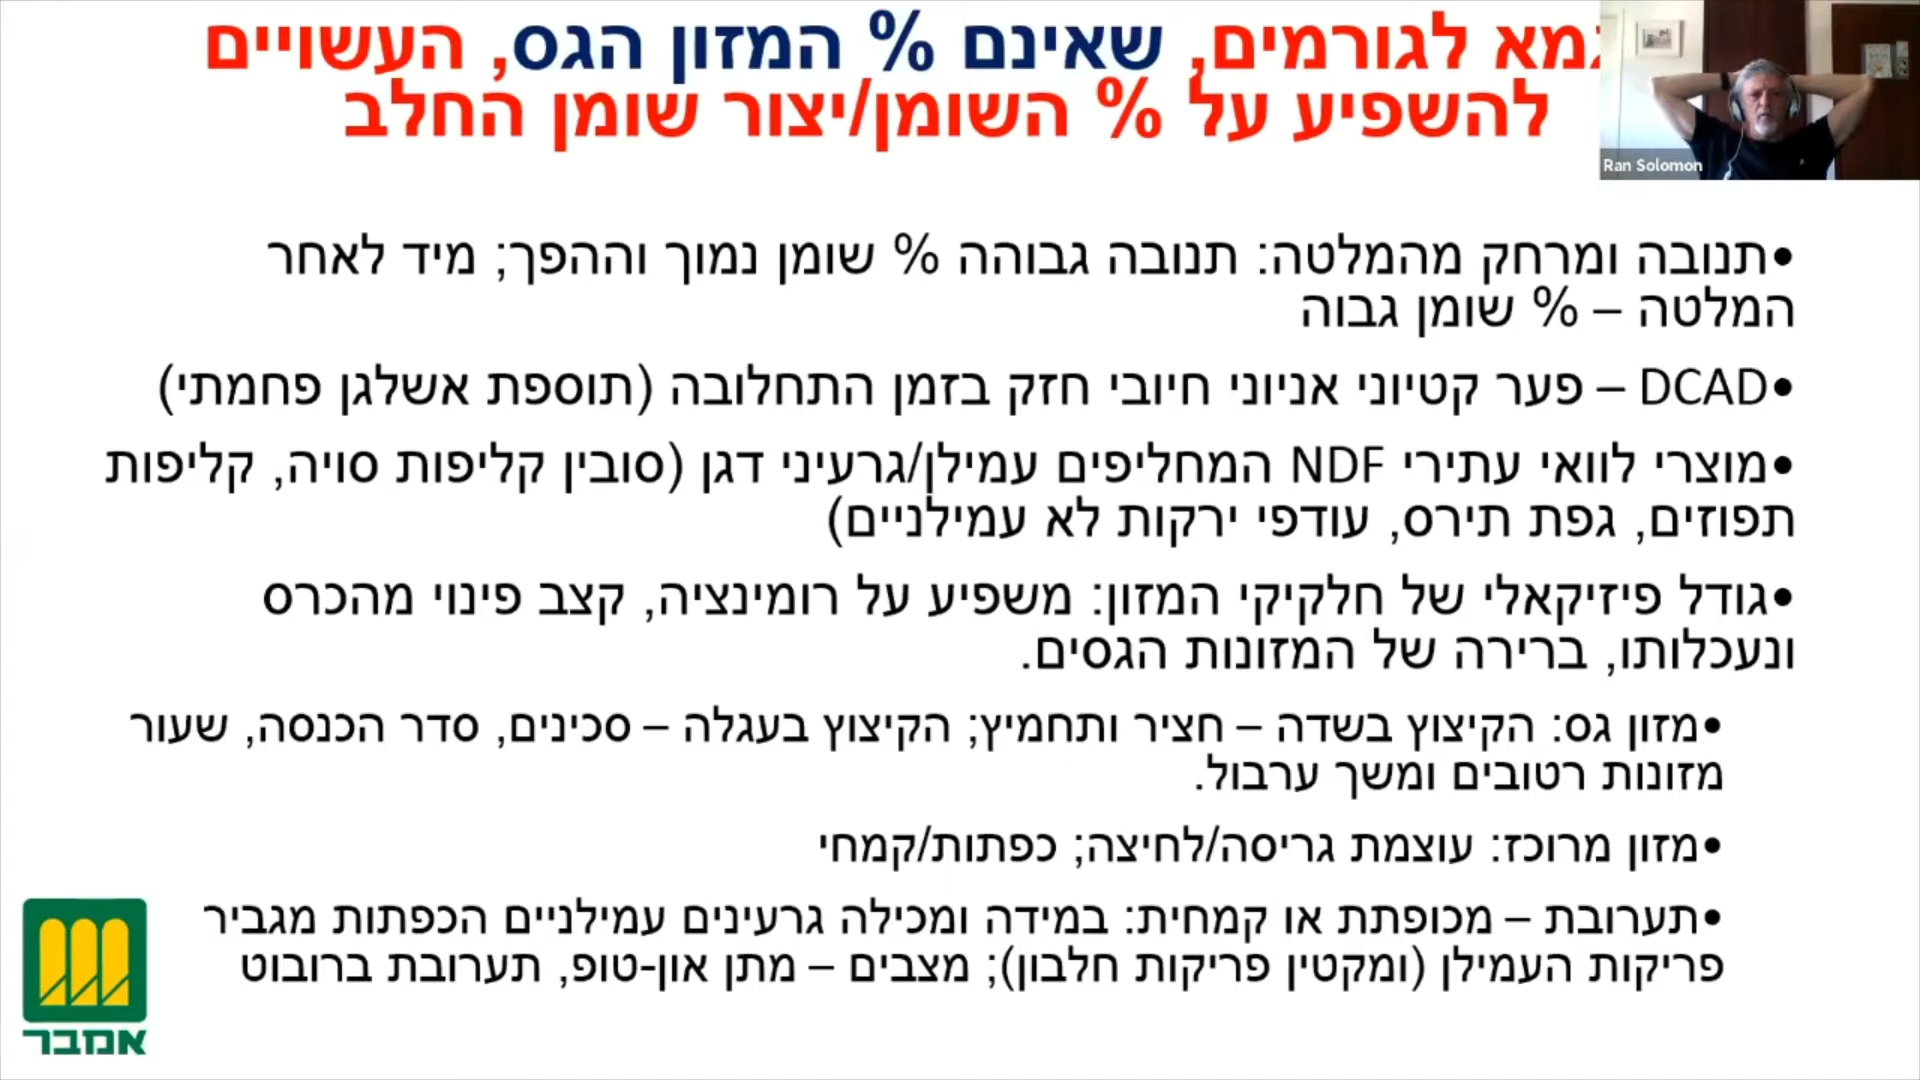 לגורמים, שאינם % המזון הגס, העשויים
להשפיע על % השומן/יצור שומן החלב
Ran Solomon
•תנובה ומרחק מהמלטה: תנובה גבוהה % שומן נמוך וההפך; מיד לאחר
המלטה – % שומן גבוה
•DCAD – פער קטיוני אניוני חיובי חזק בזמן התחלובה (תוספת אשלגן פחמתי)
•מוצרי לוואי עתירי NDF המחליפים עמילן/גרעיני דגן (סובין קליפות סויה, קליפות
תפוזים, גפת תירס, עודפי ירקות לא עמילניים)
•גודל פיזיקאלי של חלקיקי המזון: משפיע על רומינציה, קצב פינוי מהכרס
ונעכלותו, ברירה של המזונות הגסים.
•מזון גס: הקיצוץ בשדה – חציר ותחמיץ; הקיצוץ בעגלה – סכינים, סדר הכנסה, שעור
מזונות רטובים ומשך ערבול.
•מזון מרוכז: עוצמת גריסה/לחיצה; כפתות/קמחי
•תערובת – מכופתת או קמחית: במידה ומכילה גרעינים עמילניים הכפתות מגביר
פריקות העמילן (ומקטין פריקות חלבון); מצבים – מתן און-טופ, תערובת ברובוט
אמבר